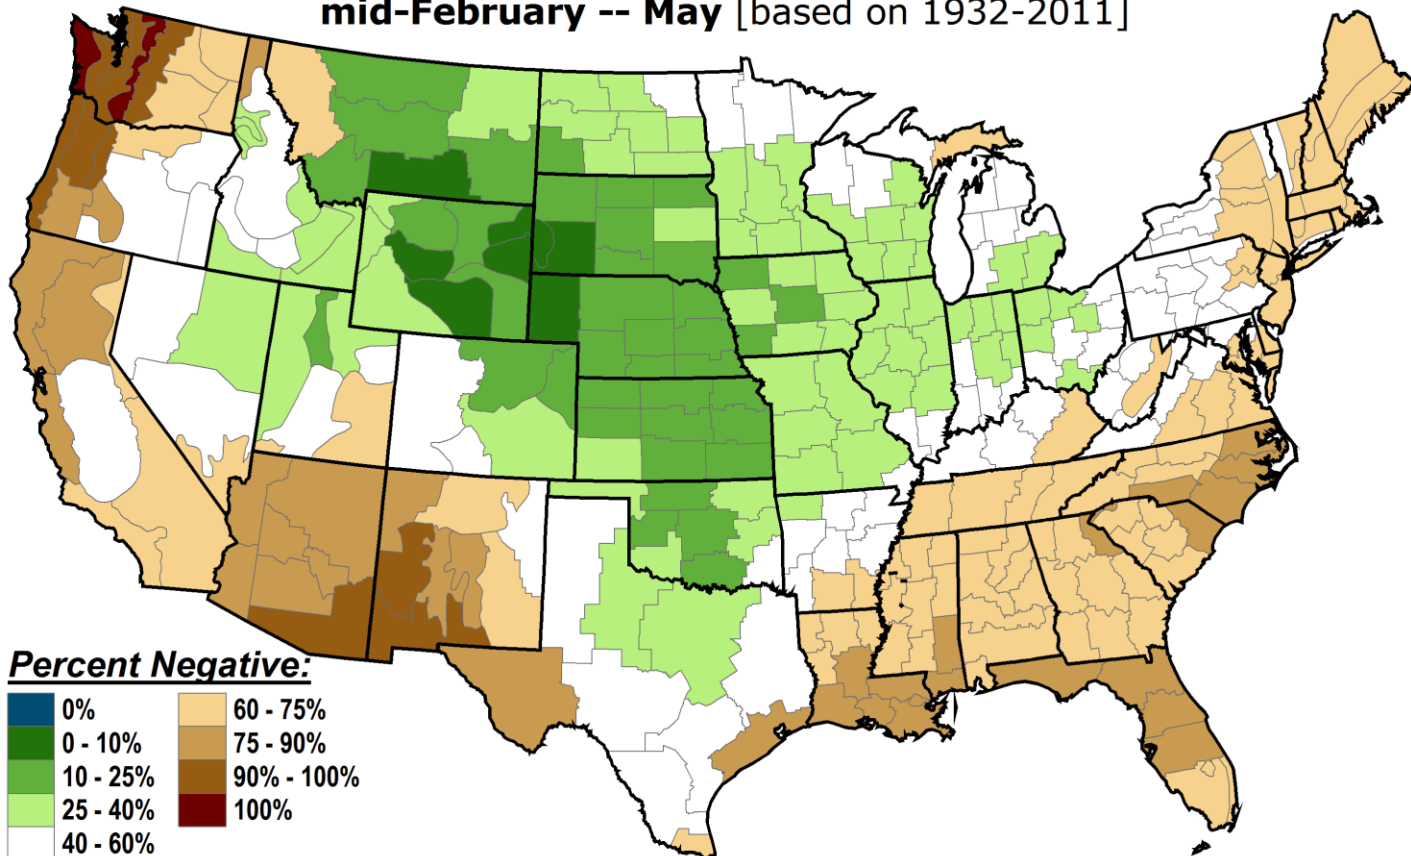 mid-February -- May [based on 1932-2011]
Percent Negative:
0%
0 - 10%
10 - 25%
25 - 40%
40 - 60%
60 - 75%
75 - 90%
90% - 100%
100%